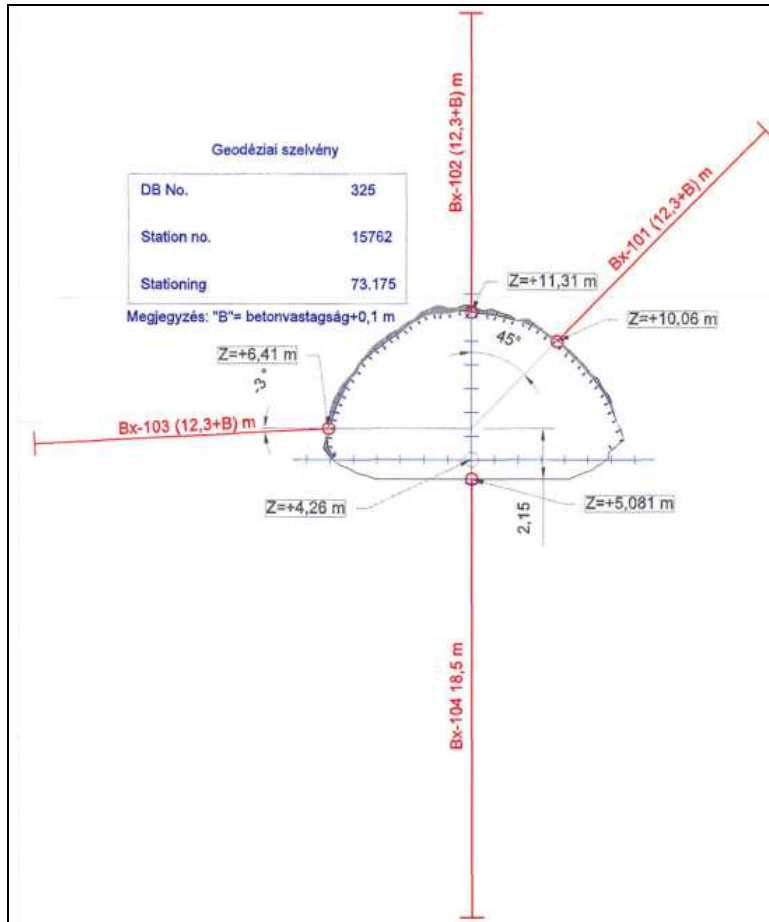 Geodéziai szelvény
DB No. 325
Station no. 15762
Stationing 73.175
Megjegyzés: "B"= betonvastagság+0,1 m
Bx-102 (12,3+B) m
Bx-101 (12,3+B) m
Z=+11,31 m
Z=+10,06 m
45°
Z=+6,41 m
-3°
Bx-103 (12,3+B) m
Z=+4,26 m
Z=+5,081 m
2,15
Bx-104 18,5 m